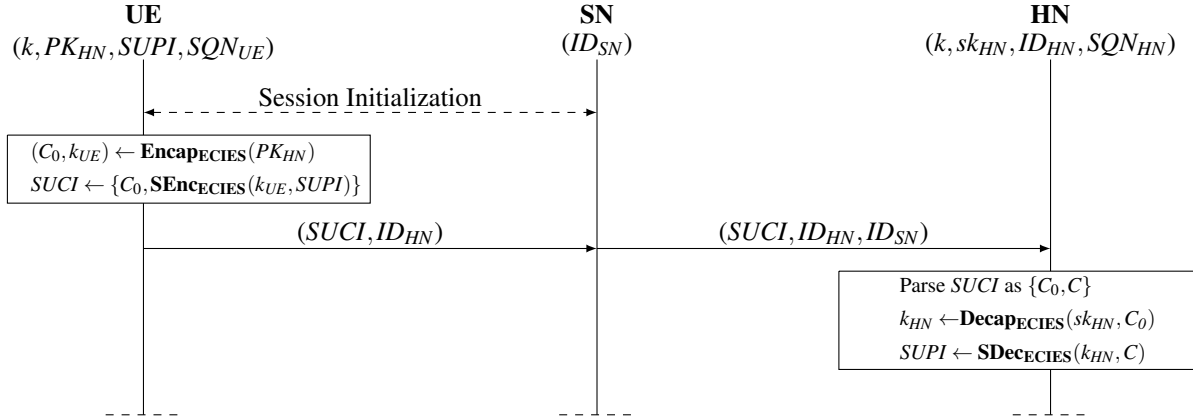 UE SN HN
(k, PK_HN, SUPI, SQN_UE) (ID_SN) (k, sk_HN, ID_HN, SQN_HN)
Session Initialization
(C_0, k_UE) ← Encap_ECIES(PK_HN)
SUCI ← {C_0, SEnc_ECIES(k_UE, SUPI)}
(SUCI, ID_HN) (SUCI, ID_HN, ID_SN)
Parse SUCI as {C_0, C}
k_HN ←Decap_ECIES(sk_HN, C_0)
SUPI ← SDec_ECIES(k_HN, C)